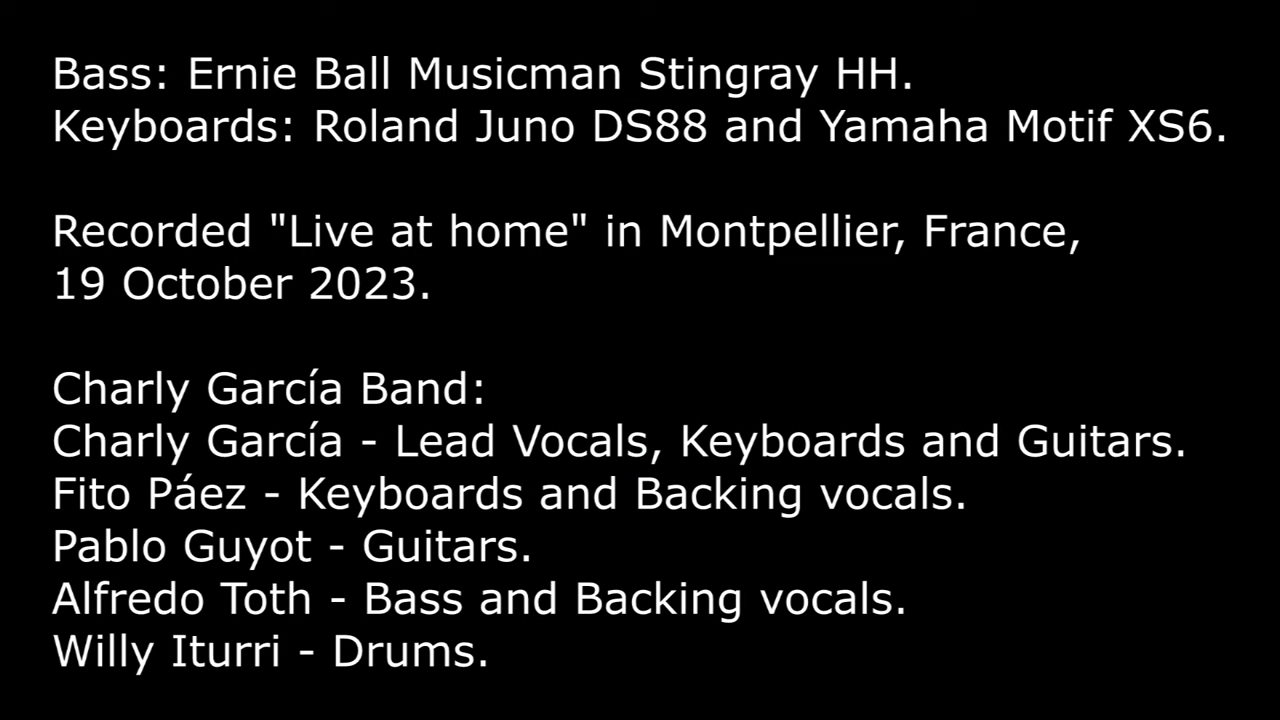 Bass: Ernie Ball Musicman Stingray HH.
Keyboards: Roland Juno DS88 and Yamaha Motif XS6.
Recorded "Live at home" in Montpellier, France,
19 October 2023.
Charly García Band:
Charly García - Lead Vocals, Keyboards and Guitars.
Fito Páez - Keyboards and Backing vocals.
Pablo Guyot - Guitars.
Alfredo Toth - Bass and Backing vocals.
Willy Iturri - Drums.